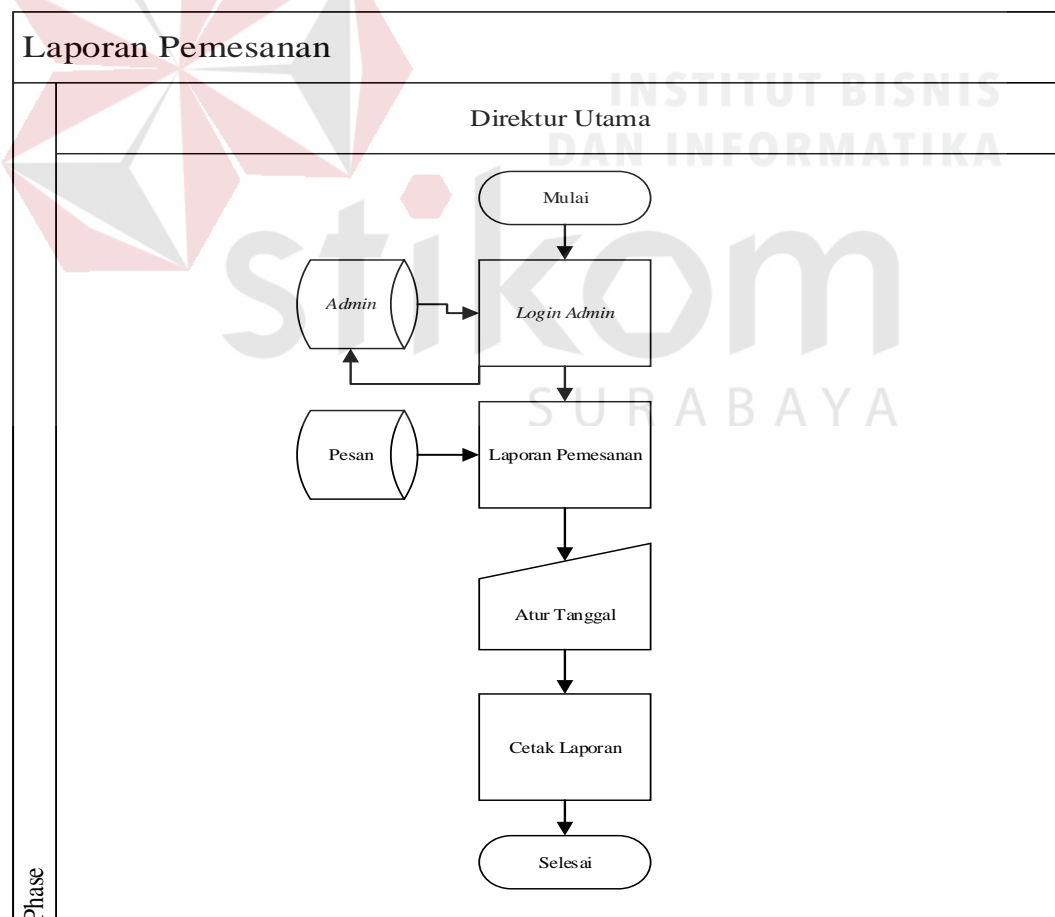 Laporan Pemesanan
INSTITUT BISNIS
DAN INFORMATIKA
Direktur Utama
Mulai
stikom
SURABAYA
Admin
Login Admin
Pesan
Laporan Pemesanan
Atur Tanggal
Cetak Laporan
Selesai
Phase